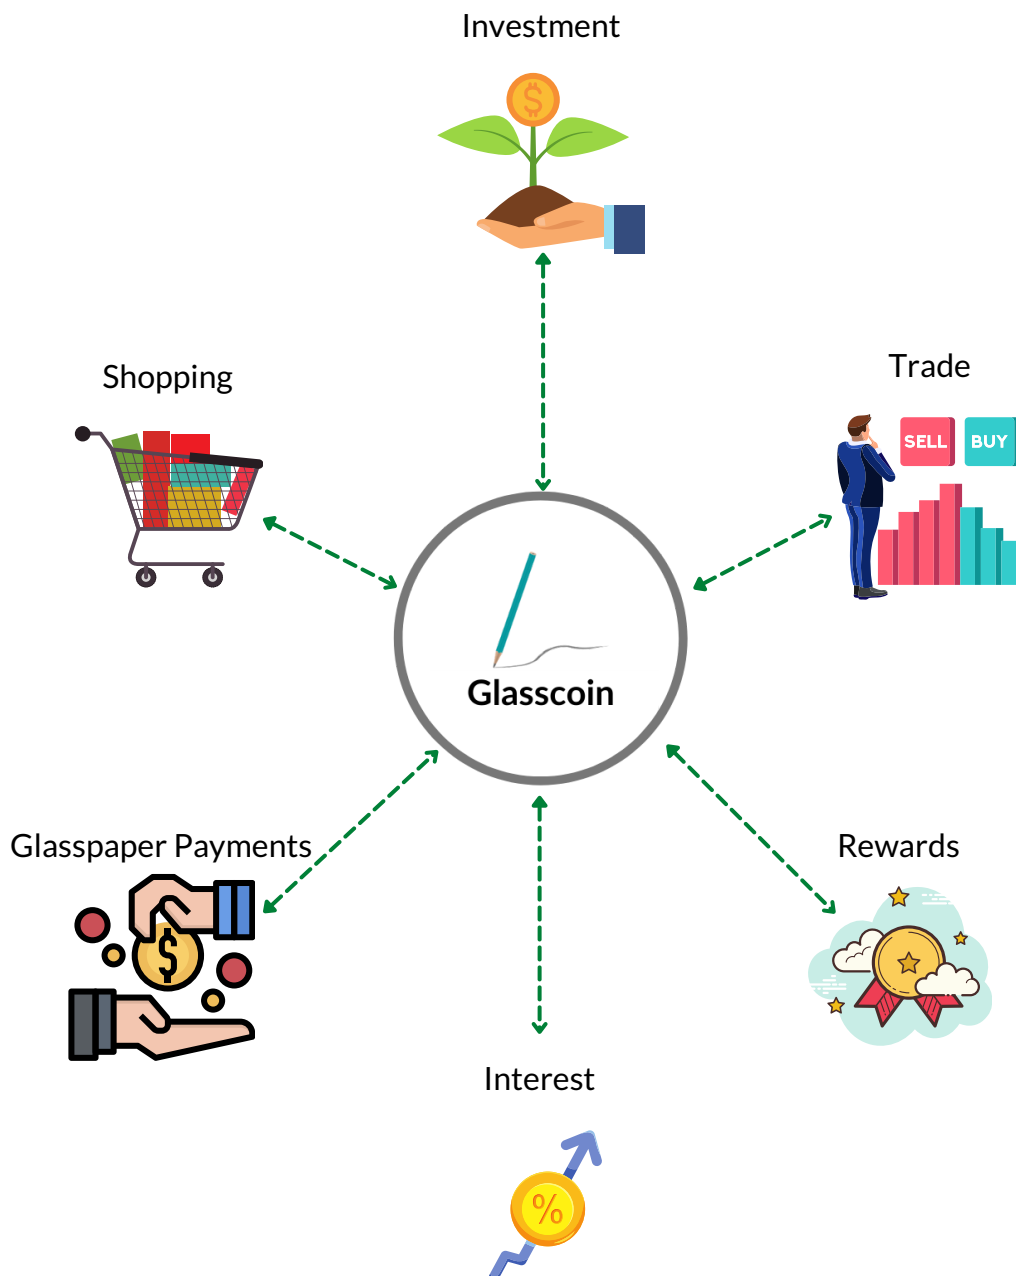 Investment
$
Shopping
Trade
SELL BUY
Glasscoin
Glasspaper Payments
$
Rewards
Interest
%